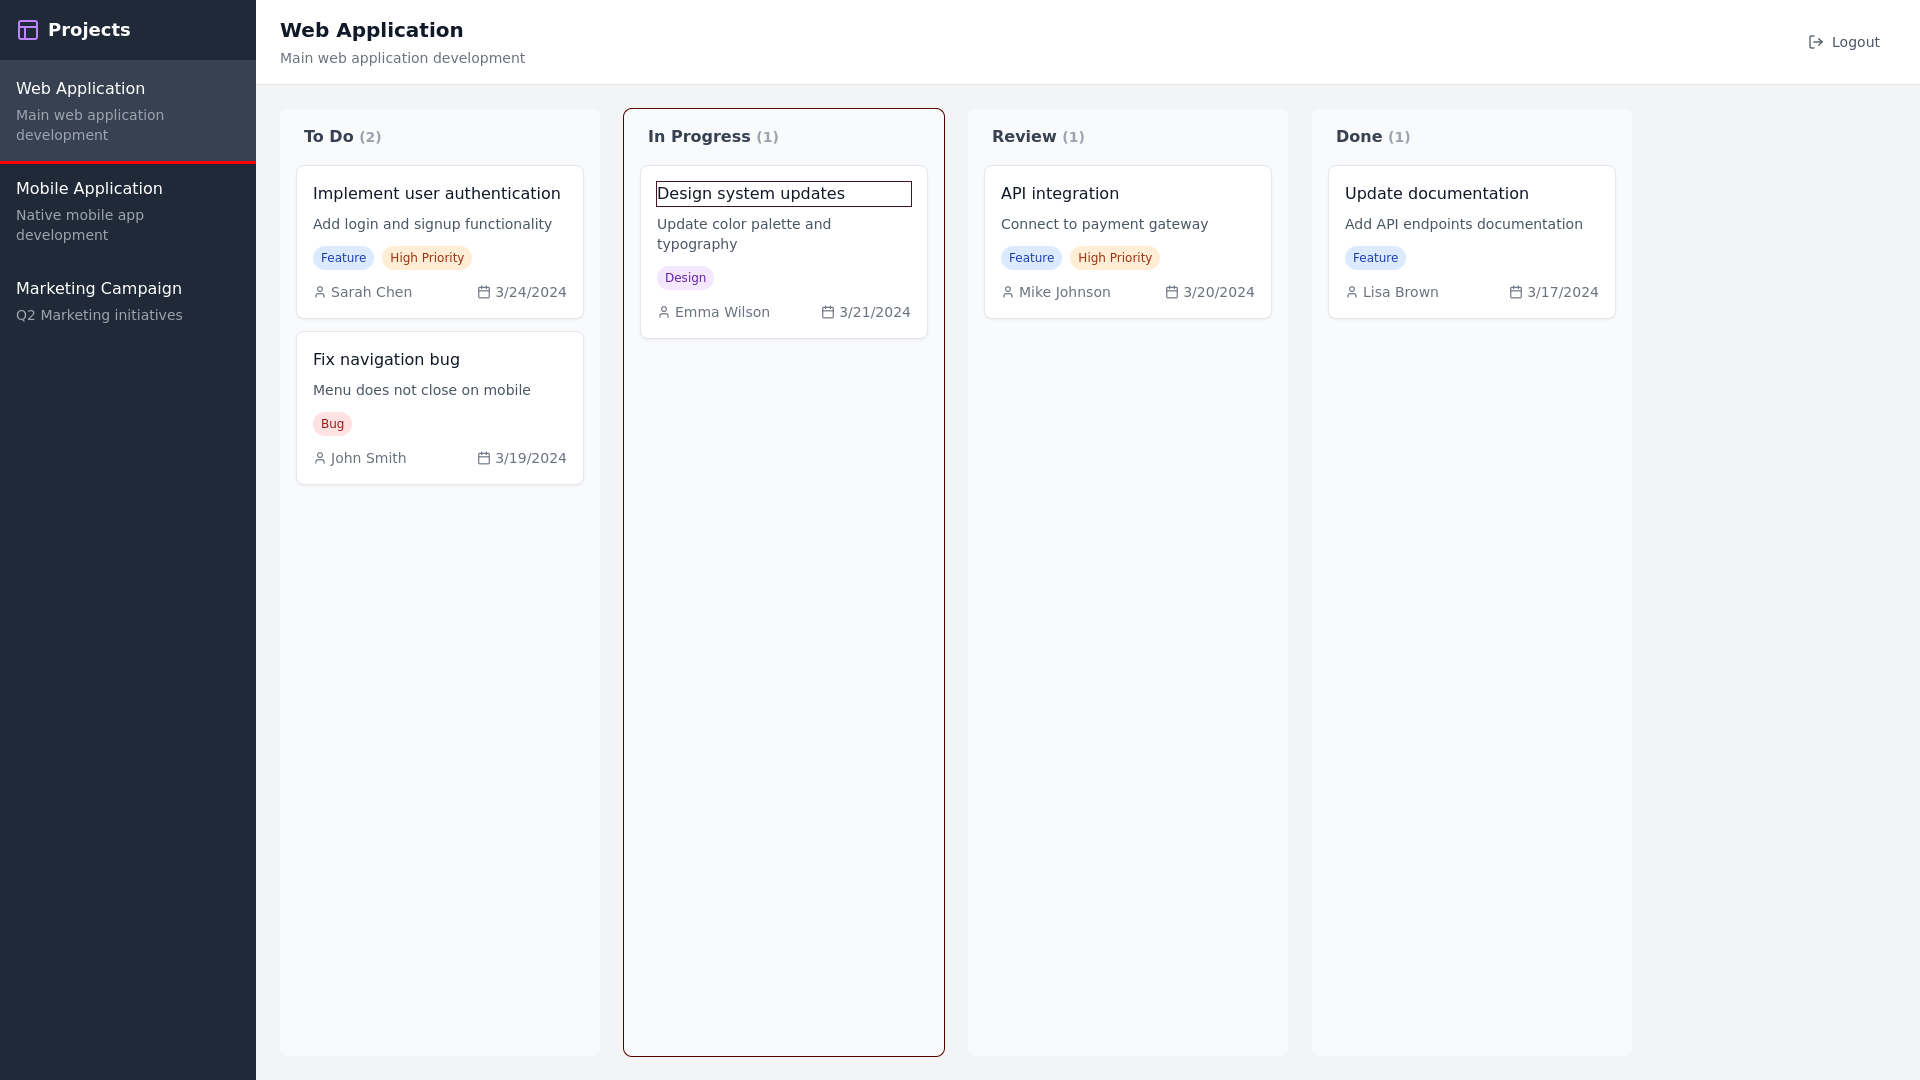 Projects
Web Application
Main web application
development
Mobile Application
Native mobile app
development
Marketing Campaign
Q2 Marketing initiatives
Web Application
Main web application development
Logout
To Do (2)
Implement user authentication
Add login and signup functionality
Feature High Priority
Sarah Chen 3/24/2024
Fix navigation bug
Menu does not close on mobile
Bug
John Smith 3/19/2024
In Progress (1)
Design system updates
Update color palette and
typography
Design
Emma Wilson 3/21/2024
Review (1)
API integration
Connect to payment gateway
Feature High Priority
Mike Johnson 3/20/2024
Done (1)
Update documentation
Add API endpoints documentation
Feature
Lisa Brown 3/17/2024